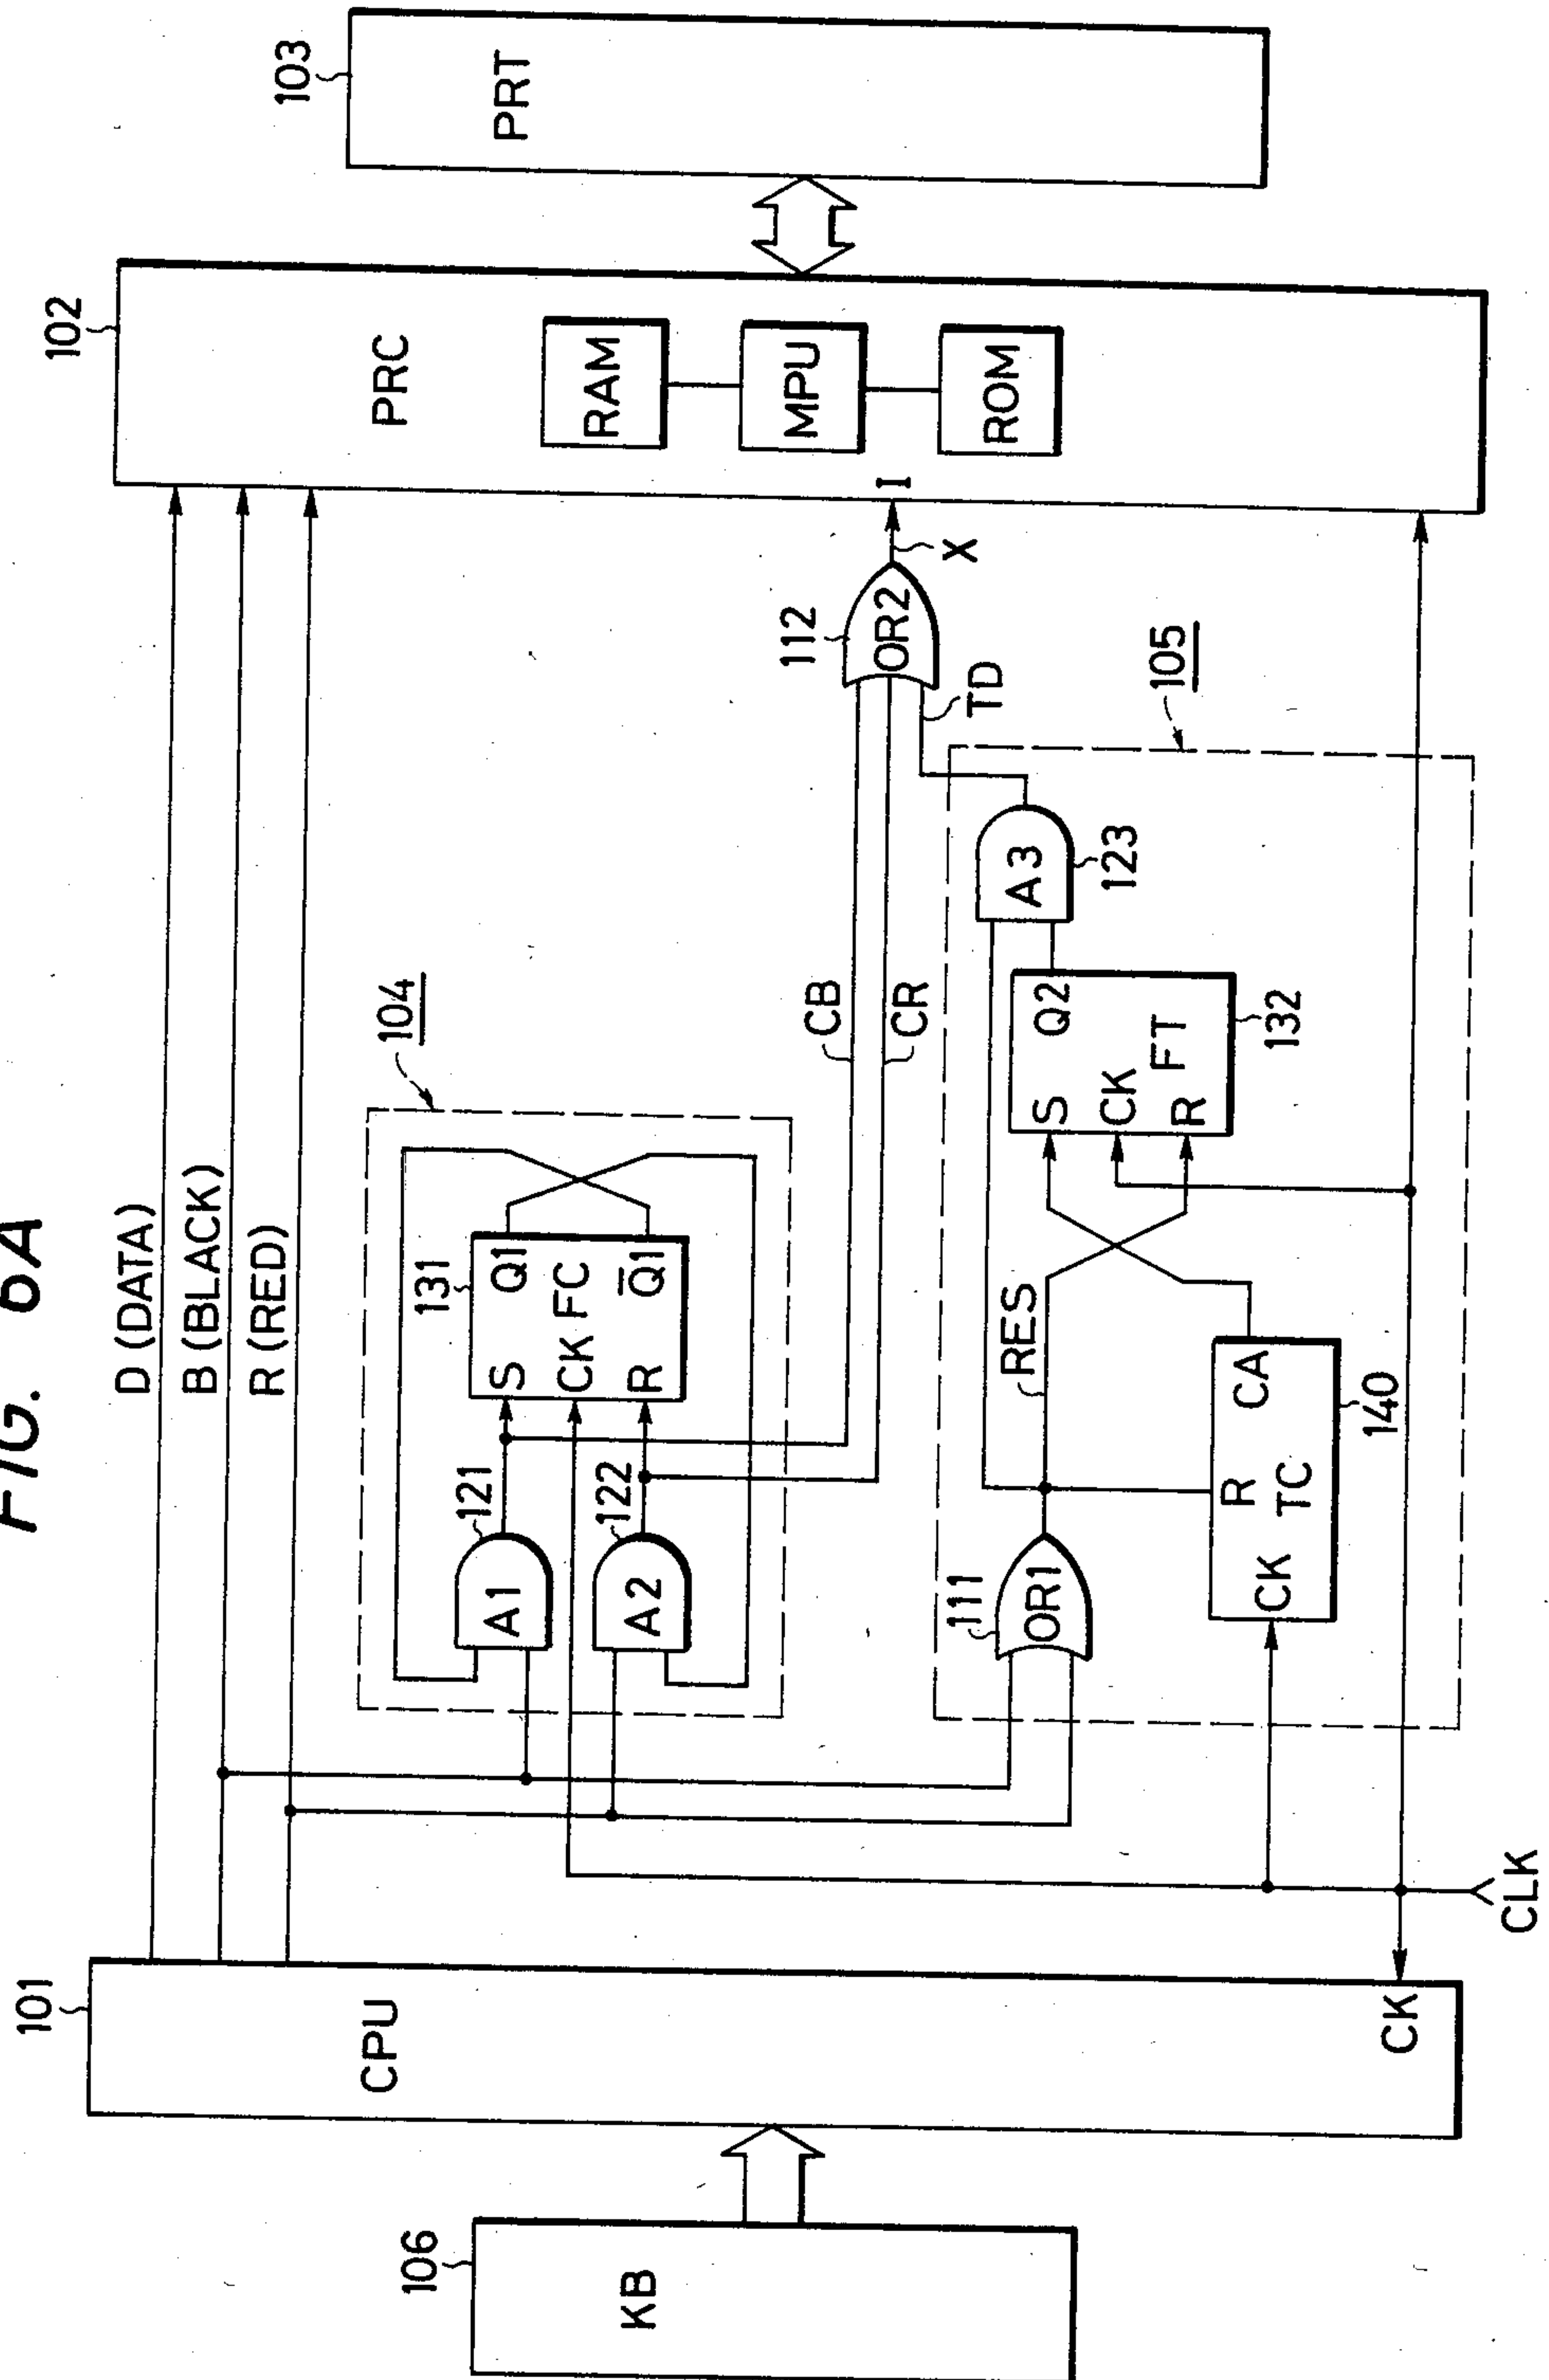 FIG. 6A
106
KB
101
CPU
CK
CLK
D (DATA)
B (BLACK)
R (RED)
104
121
A1
122
A2
131
S
Q1
CK
FC
R
Q̅1
CB
CR
105
111
OR1
RES
R
CA
CK
TC
140
S
Q2
CK
FT
R
132
A3
123
TD
112
OR2
X
I
102
PRC
RAM
MPU
ROM
103
PRT